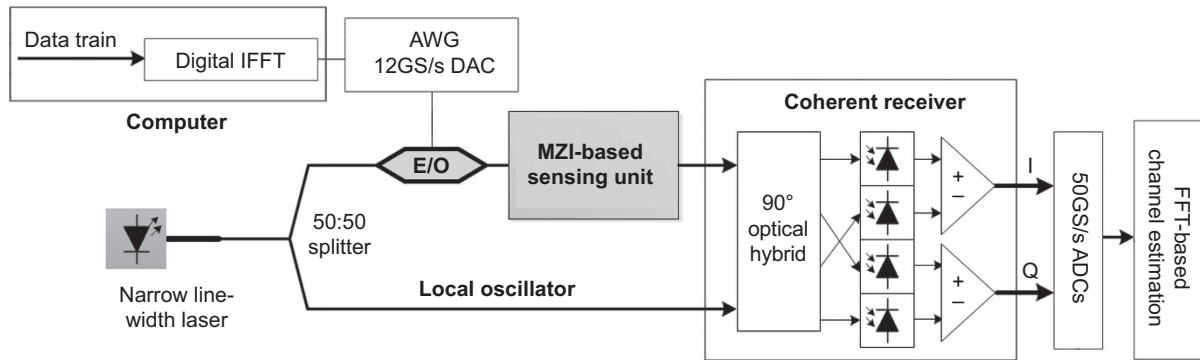 Data train
Digital IFFT
Computer
AWG
12GS/s DAC
E/O
MZI-based
sensing unit
50:50
splitter
Narrow line-
width laser
Local oscillator
Coherent receiver
90°
optical
hybrid
+
−
+
−
I
Q
50GS/s ADCs
FFT-based
channel estimation